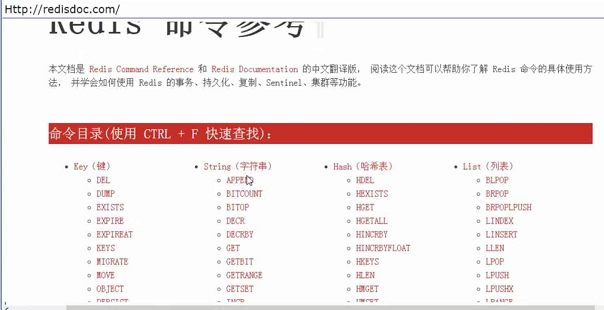 Http://redisdoc.com/
Redis 命令参考¶
本文档是 Redis Command Reference 和 Redis Documentation 的中文翻译版， 阅读这个文档可以帮助你了解 Redis 命令的具体使用方
法， 并学会如何使用 Redis 的事务、持久化、复制、Sentinel、集群等功能。
命令目录(使用 CTRL + F 快速查找)：
Key（键） String（字符串） Hash（哈希表） List（列表）
DEL APPEND HDEL BLPOP
DUMP BITCOUNT HEXISTS BRPOP
EXISTS BITOP HGET BRPOPLPUSH
EXPIRE DECR HGETALL LINDEX
EXPIREAT DECRBY HINCRBY LINSERT
KEYS GET HINCRBYFLOAT LLEN
MIGRATE GETBIT HKEYS LPOP
MOVE GETRANGE HLEN LPUSH
OBJECT GETSET HMGET LPUSHX
PERSIST INCR HMSET LRANGE